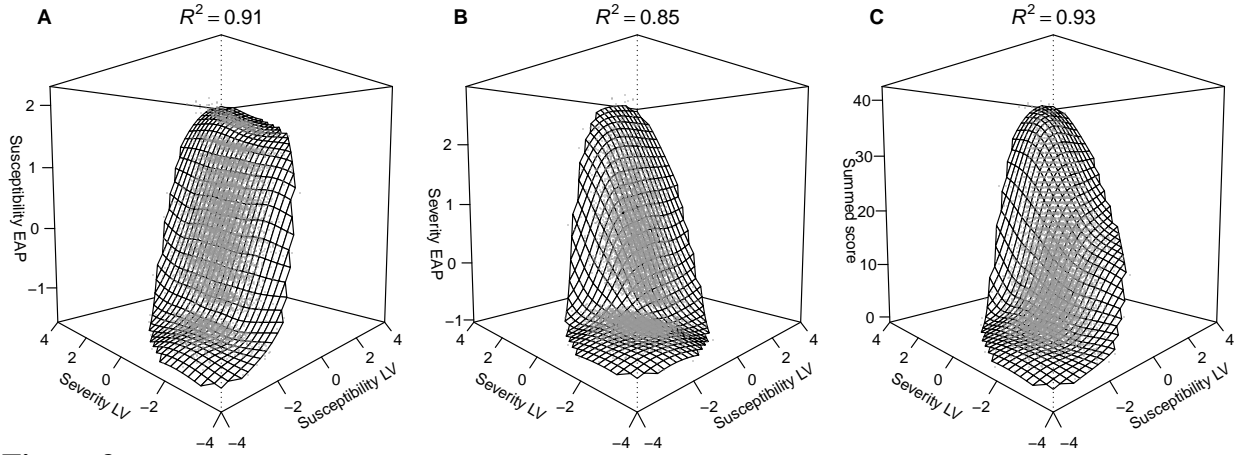 A
R² = 0.91
Susceptibility EAP
2
1
0
−1
4
2
0
−2
−4
Severity LV
−4
−2
0
2
4
Susceptibility LV
B
R² = 0.85
Severity EAP
2
1
0
−1
4
2
0
−2
−4
Severity LV
−4
−2
0
2
4
Susceptibility LV
C
R² = 0.93
Summed score
40
30
20
10
0
4
2
0
−2
−4
Severity LV
−4
−2
0
2
4
Susceptibility LV